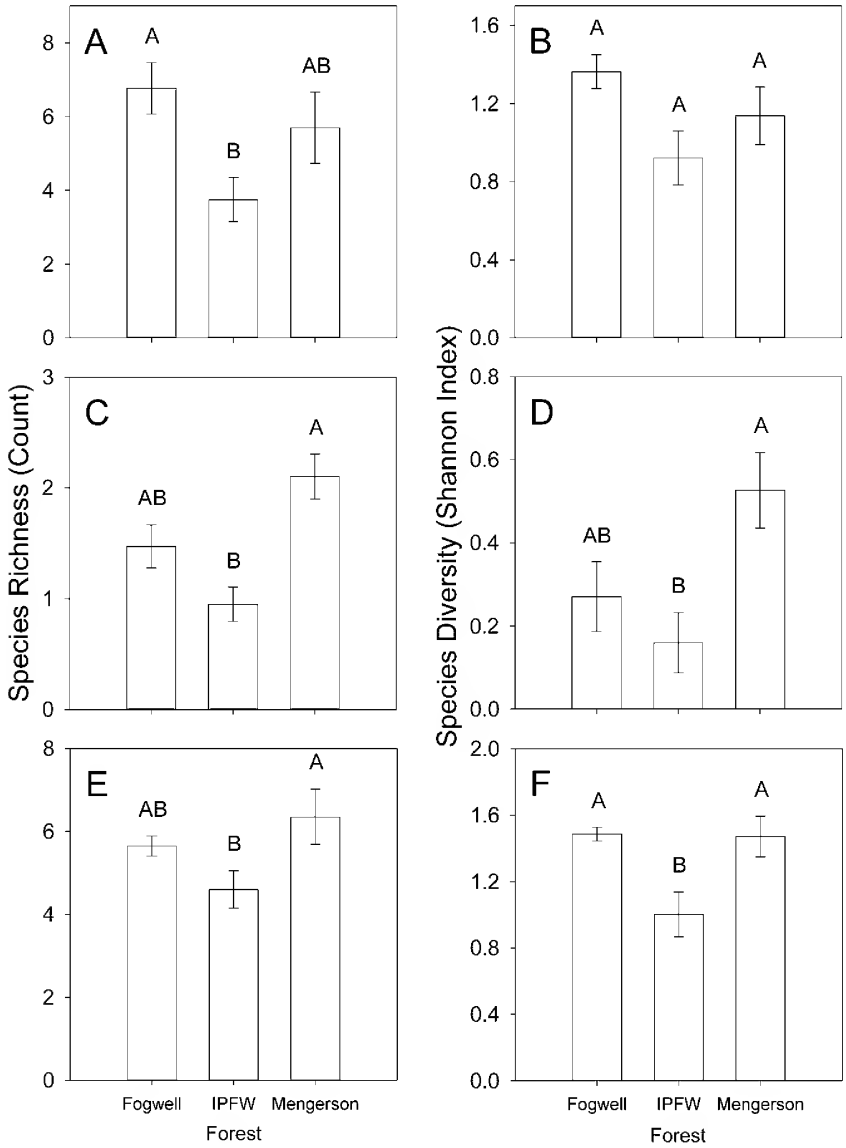 A
8
6
4
2
0
A
B
AB
B
1.6
1.2
0.8
0.4
0.0
A
A
A
C
3
2
1
0
AB
B
A
D
0.8
0.6
0.4
0.2
0.0
AB
B
A
E
8
6
4
2
0
AB
B
A
F
2.0
1.6
1.2
0.8
0.4
0.0
A
B
A
Species Richness (Count)
Species Diversity (Shannon Index)
Fogwell IPFW Mengerson
Forest
Fogwell IPFW Mengerson
Forest